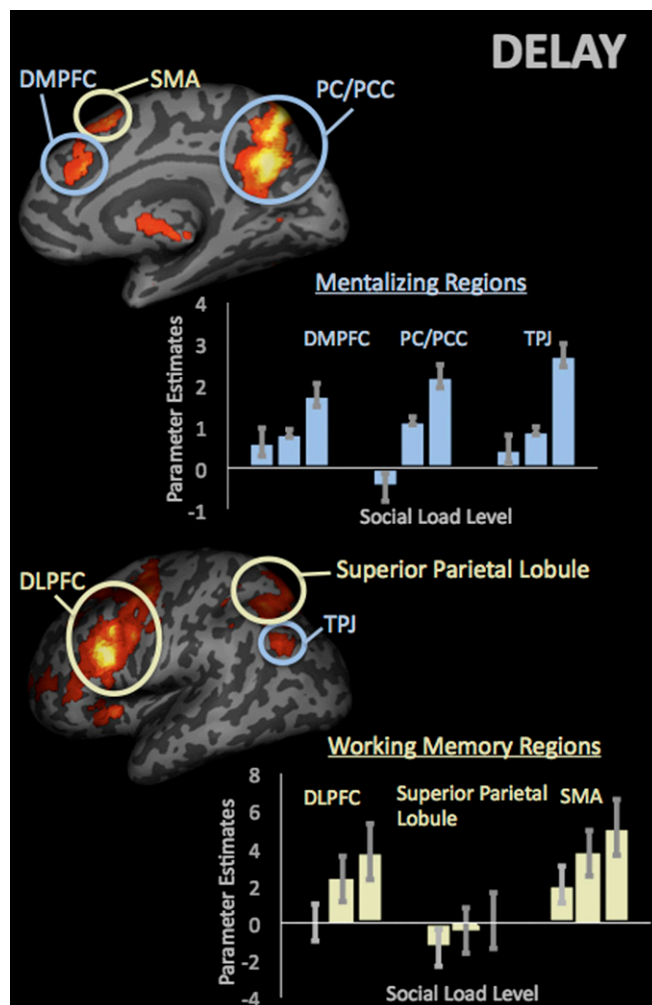 DELAY
DMPFC
SMA
PC/PCC
Mentalizing Regions
4
3
2
1
0
-1
Parameter Estimates
DMPFC
PC/PCC
TPJ
Social Load Level
DLPFC
Superior Parietal Lobule
TPJ
Working Memory Regions
8
6
4
2
0
-2
-4
Parameter Estimates
DLPFC
Superior Parietal
Lobule
SMA
Social Load Level